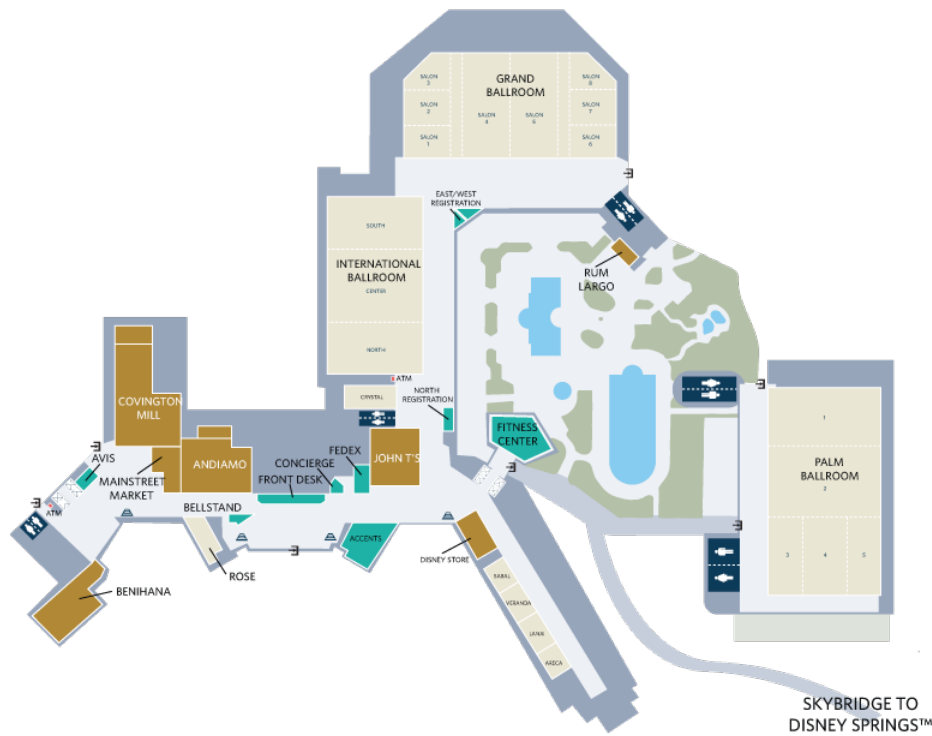 GRAND
BALLROOM
SALON
3
SALON
2
SALON
1
SALON
4
SALON
5
SALON
8
SALON
7
SALON
6
EAST/WEST
REGISTRATION
SOUTH
INTERNATIONAL
BALLROOM
CENTER
NORTH
RUM
LARGO
ATM
CRYSTAL
NORTH
REGISTRATION
COVINGTON
MILL
FITNESS
CENTER
1
PALM
BALLROOM
2
3
4
5
AVIS
MAINSTREET
MARKET
ANDIAMO
CONCIERGE
FEDEX
JOHN T'S
FRONT DESK
BELLSTAND
ATM
ACCENTS
DISNEY STORE
ROSE
BENIHANA
SABAL
VERANDA
LANAI
ARECA
SKYBRIDGE TO
DISNEY SPRINGS™